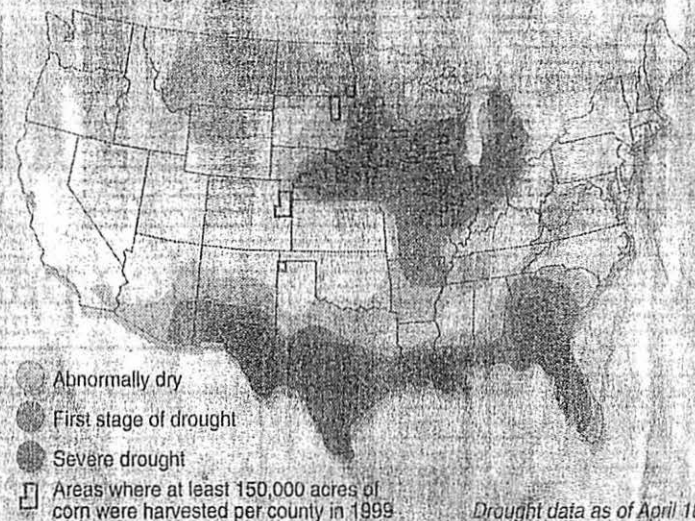 Abnormally dry
First stage of drought
Severe drought
Areas where at least 150,000 acres of
corn were harvested per county in 1999
Drought data as of April